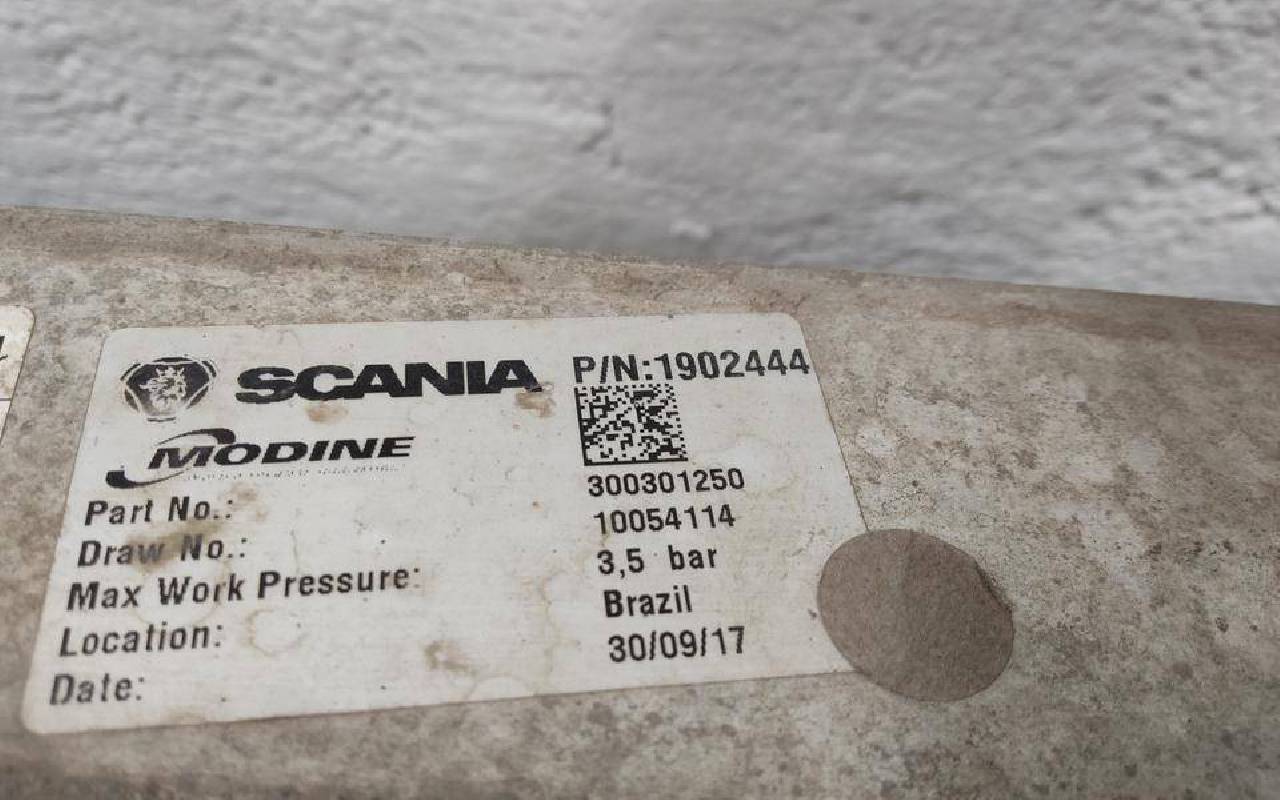 SCANIA P/N:1902444
MODINE
Part No.: 300301250
Draw No.: 10054114
Max Work Pressure: 3,5 bar
Location: Brazil
Date: 30/09/17